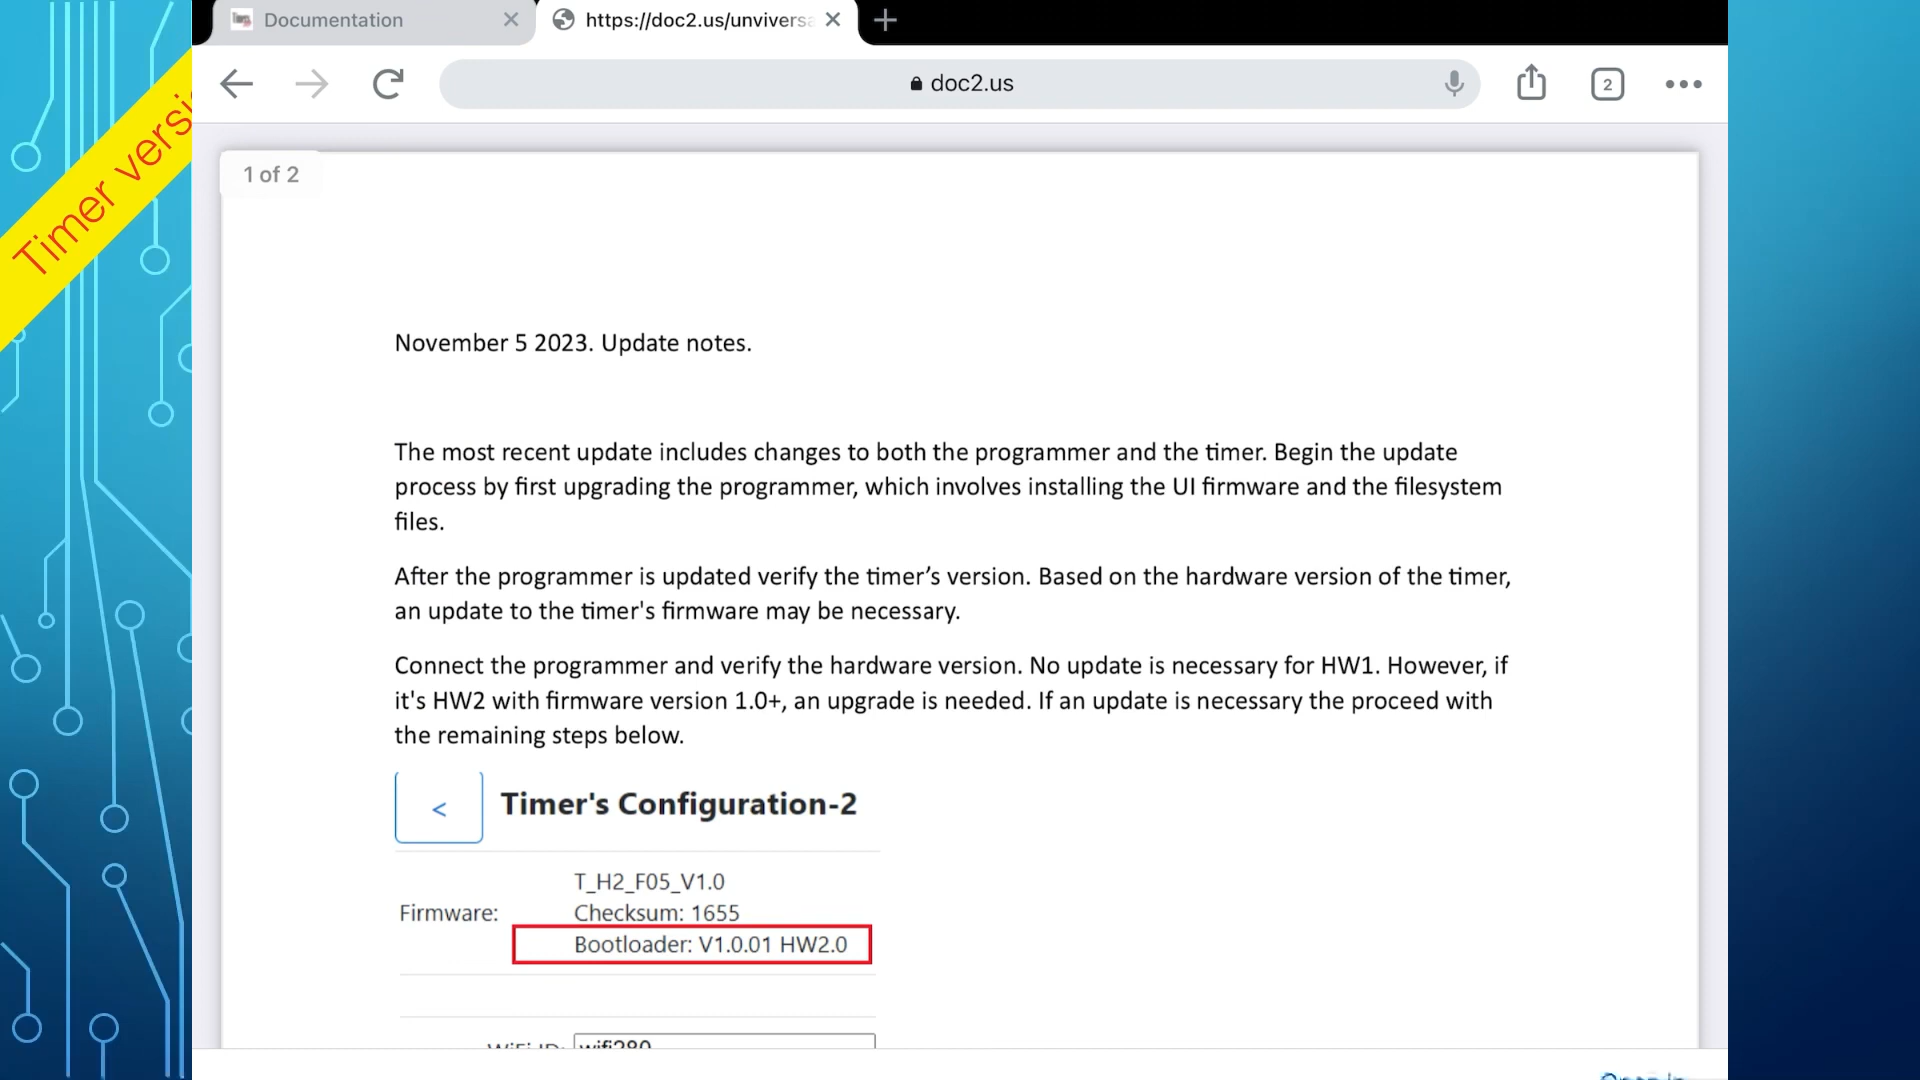 Documentation
https://doc2.us/unviversa
doc2.us
2
Timer versi
1 of 2
November 5 2023. Update notes.
The most recent update includes changes to both the programmer and the timer. Begin the update
process by first upgrading the programmer, which involves installing the UI firmware and the filesystem
files.
After the programmer is updated verify the timer’s version. Based on the hardware version of the timer,
an update to the timer's firmware may be necessary.
Connect the programmer and verify the hardware version. No update is necessary for HW1. However, if
it's HW2 with firmware version 1.0+, an upgrade is needed. If an update is necessary the proceed with
the remaining steps below.
< Timer's Configuration-2
T_H2_F05_V1.0
Firmware: Checksum: 1655
Bootloader: V1.0.01 HW2.0
WiFi ID: wifi280